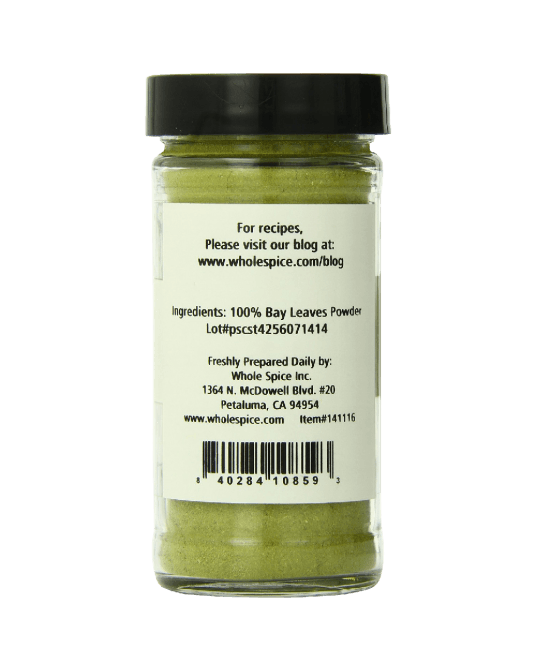 For recipes,
Please visit our blog at:
www.wholespice.com/blog
Ingredients: 100% Bay Leaves Powder
Lot#pscst4256071414
Freshly Prepared Daily by:
Whole Spice Inc.
1364 N. McDowell Blvd. #20
Petaluma, CA 94954
www.wholespice.com Item#141116
8 40284 10859 3